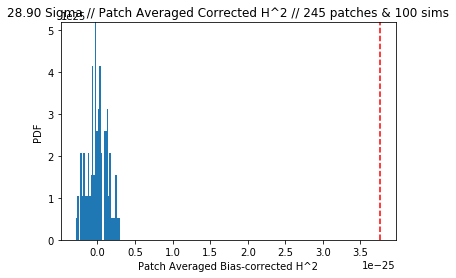 28.90 Sigma // Patch Averaged Corrected H^2 // 245 patches & 100 sims
1e25
5
4
3
2
1
0
PDF
0.0 0.5 1.0 1.5 2.0 2.5 3.0 3.5
1e−25
Patch Averaged Bias-corrected H^2